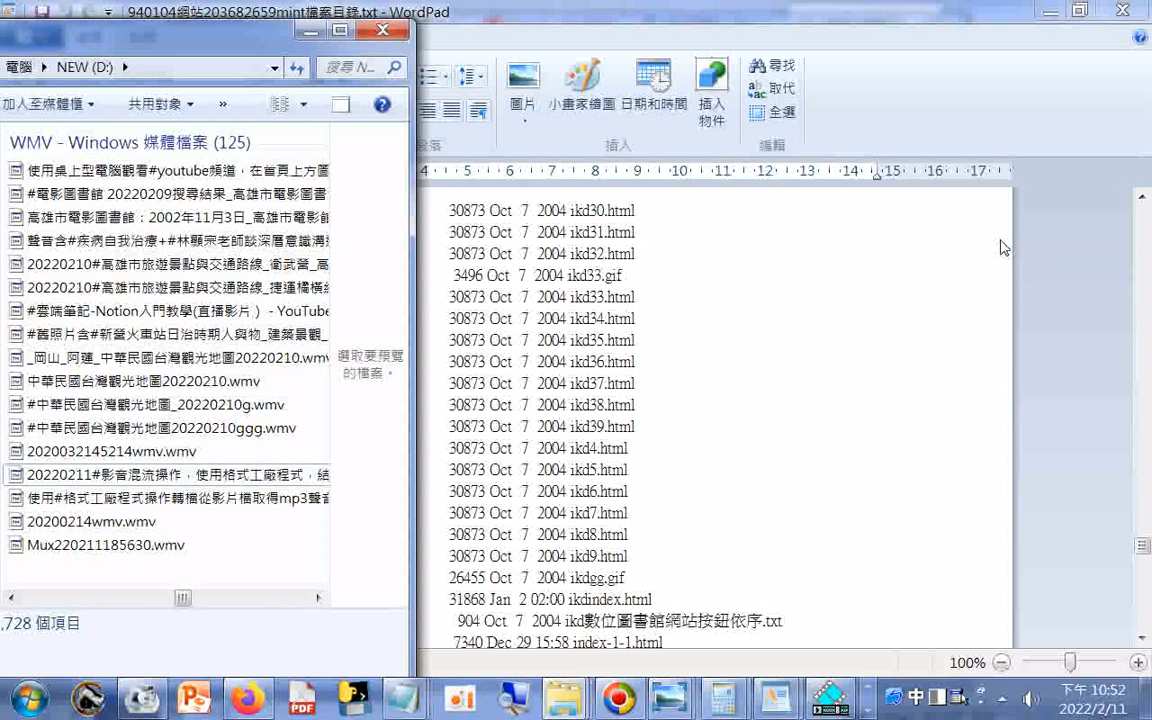 940104網站203682659mint檔案目錄.txt - WordPad
電腦 NEW (D:) 搜尋 N...
加入至媒體櫃 共用對象 »
WMV - Windows 媒體檔案 (125)
使用桌上型電腦觀看#youtube頻道，在首頁上方圖
#電影圖書館 20220209搜尋結果_高雄市電影圖書
高雄市電影圖書館：2002年11月3日_高雄市電影館
聲音含#疾病自我治療+#林顯宗老師談深層意識溝
20220210#高雄市旅遊景點與交通路線_衛武營_高
20220210#高雄市旅遊景點與交通路線_捷運橘橫線
#雲端筆記-Notion入門教學(直播影片） - YouTube
#舊照片含#新營火車站日治時期人與物_建築景觀_
_岡山_阿蓮_中華民國台灣觀光地圖20220210.wmv
中華民國台灣觀光地圖20220210.wmv
#中華民國台灣觀光地圖_20220210g.wmv
#中華民國台灣觀光地圖20220210ggg.wmv
2020032145214wmv.wmv
20220211#影音混流操作，使用格式工廠程式，結
使用#格式工廠程式操作轉檔從影片檔取得mp3聲音
20200214wmv.wmv
Mux220211185630.wmv
選取要預覽
的檔案。
,728 個項目
圖片 小畫家繪圖 日期和時間 插入
物件
尋找
取代
全選
段落 插入 編輯
4 5 6 7 8 9 10 11 12 13 14 15 16 17
30873 Oct 7 2004 ikd30.html
30873 Oct 7 2004 ikd31.html
30873 Oct 7 2004 ikd32.html
3496 Oct 7 2004 ikd33.gif
30873 Oct 7 2004 ikd33.html
30873 Oct 7 2004 ikd34.html
30873 Oct 7 2004 ikd35.html
30873 Oct 7 2004 ikd36.html
30873 Oct 7 2004 ikd37.html
30873 Oct 7 2004 ikd38.html
30873 Oct 7 2004 ikd39.html
30873 Oct 7 2004 ikd4.html
30873 Oct 7 2004 ikd5.html
30873 Oct 7 2004 ikd6.html
30873 Oct 7 2004 ikd7.html
30873 Oct 7 2004 ikd8.html
30873 Oct 7 2004 ikd9.html
26455 Oct 7 2004 ikdgg.gif
31868 Jan 2 02:00 ikdindex.html
904 Oct 7 2004 ikd數位圖書館網站按鈕依序.txt
7340 Dec 29 15:58 index-1-1.html
100%
中
下午 10:52
2022/2/11